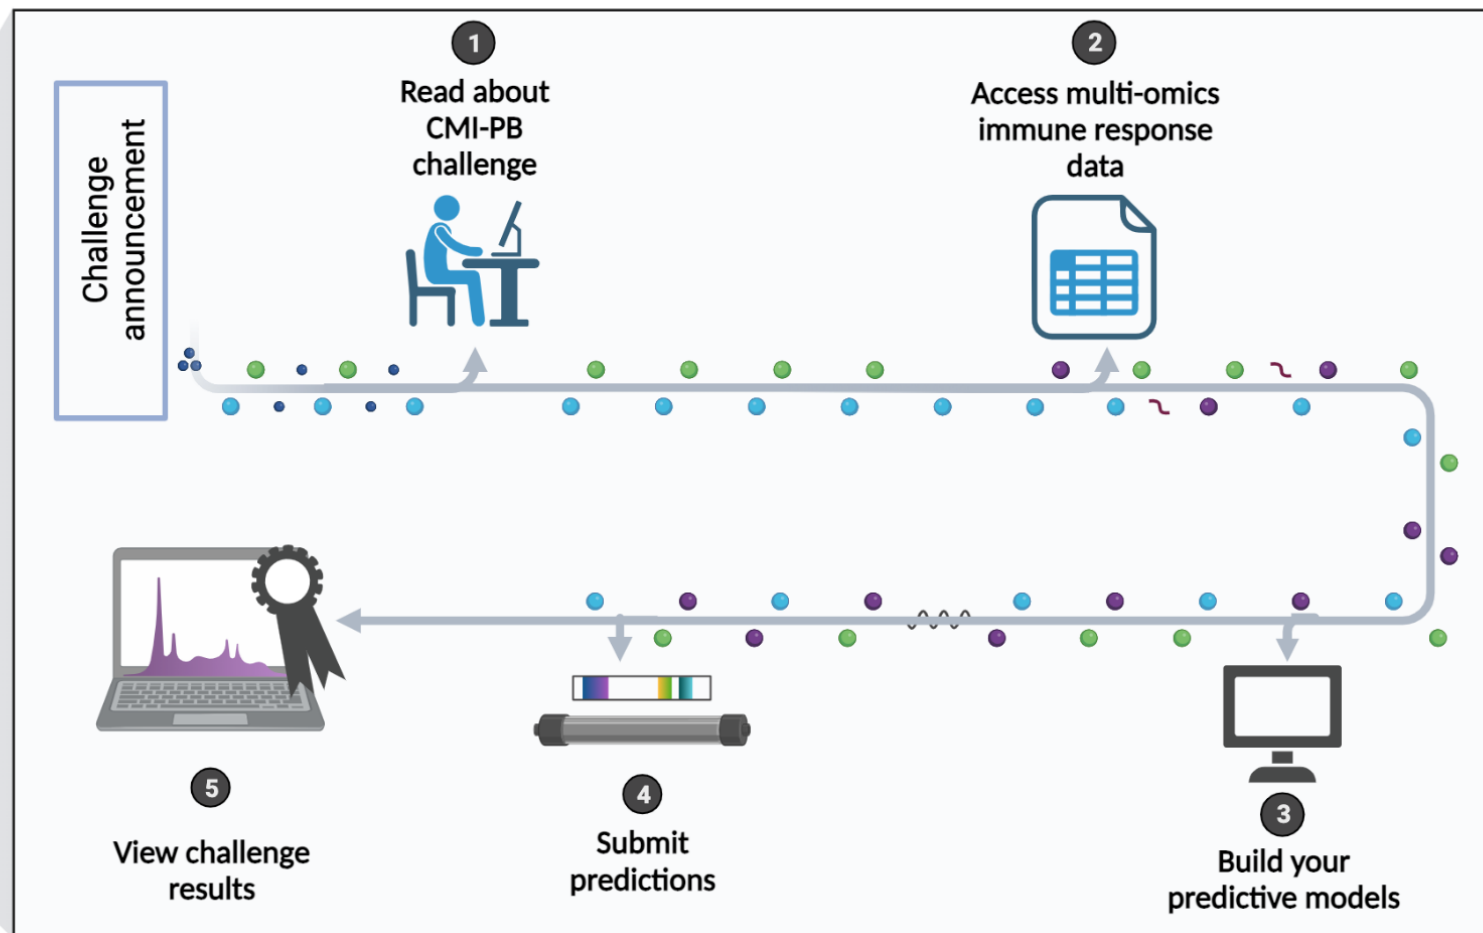 Challenge
announcement
1
Read about
CMI-PB
challenge
2
Access multi-omics
immune response
data
3
Build your
predictive models
4
Submit
predictions
5
View challenge
results